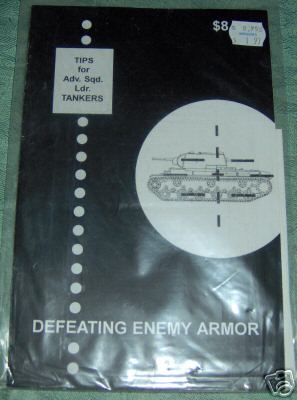 $8
TIPS
for
Adv. Sqd.
Ldr.
TANKERS
DEFEATING ENEMY ARMOR